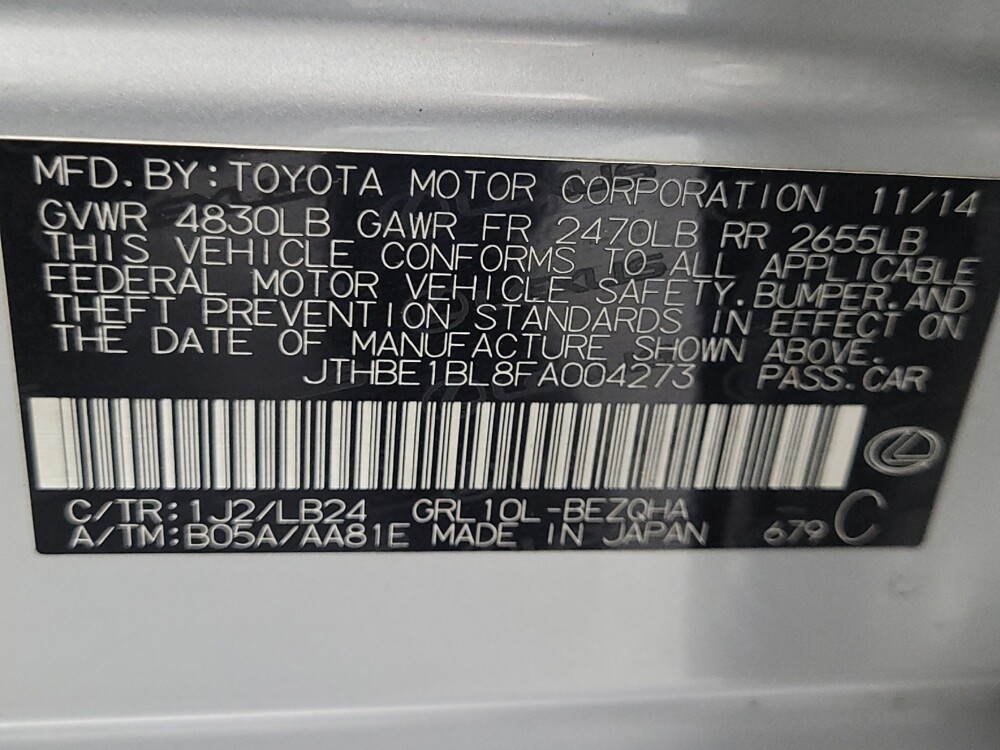 MFD. BY: TOYOTA MOTOR CORPORATION 11/14
GVWR 4830LB GAWR FR 2470LB RR 2655LB
THIS VEHICLE CONFORMS TO ALL APPLICABLE
FEDERAL MOTOR VEHICLE SAFETY. BUMPER. AND
THEFT PREVENTION STANDARDS IN EFFECT ON
THE DATE OF MANUFACTURE SHOWN ABOVE.
JTHBE1BL8FA004273 PASS. CAR
C/TR: 1J2/LB24 GRL10L-BEZQHA
A/TM: B05A/AA81E MADE IN JAPAN 679 C